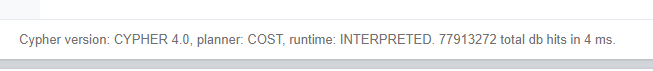 Cypher version: CYPHER 4.0, planner: COST, runtime: INTERPRETED. 77913272 total db hits in 4 ms.